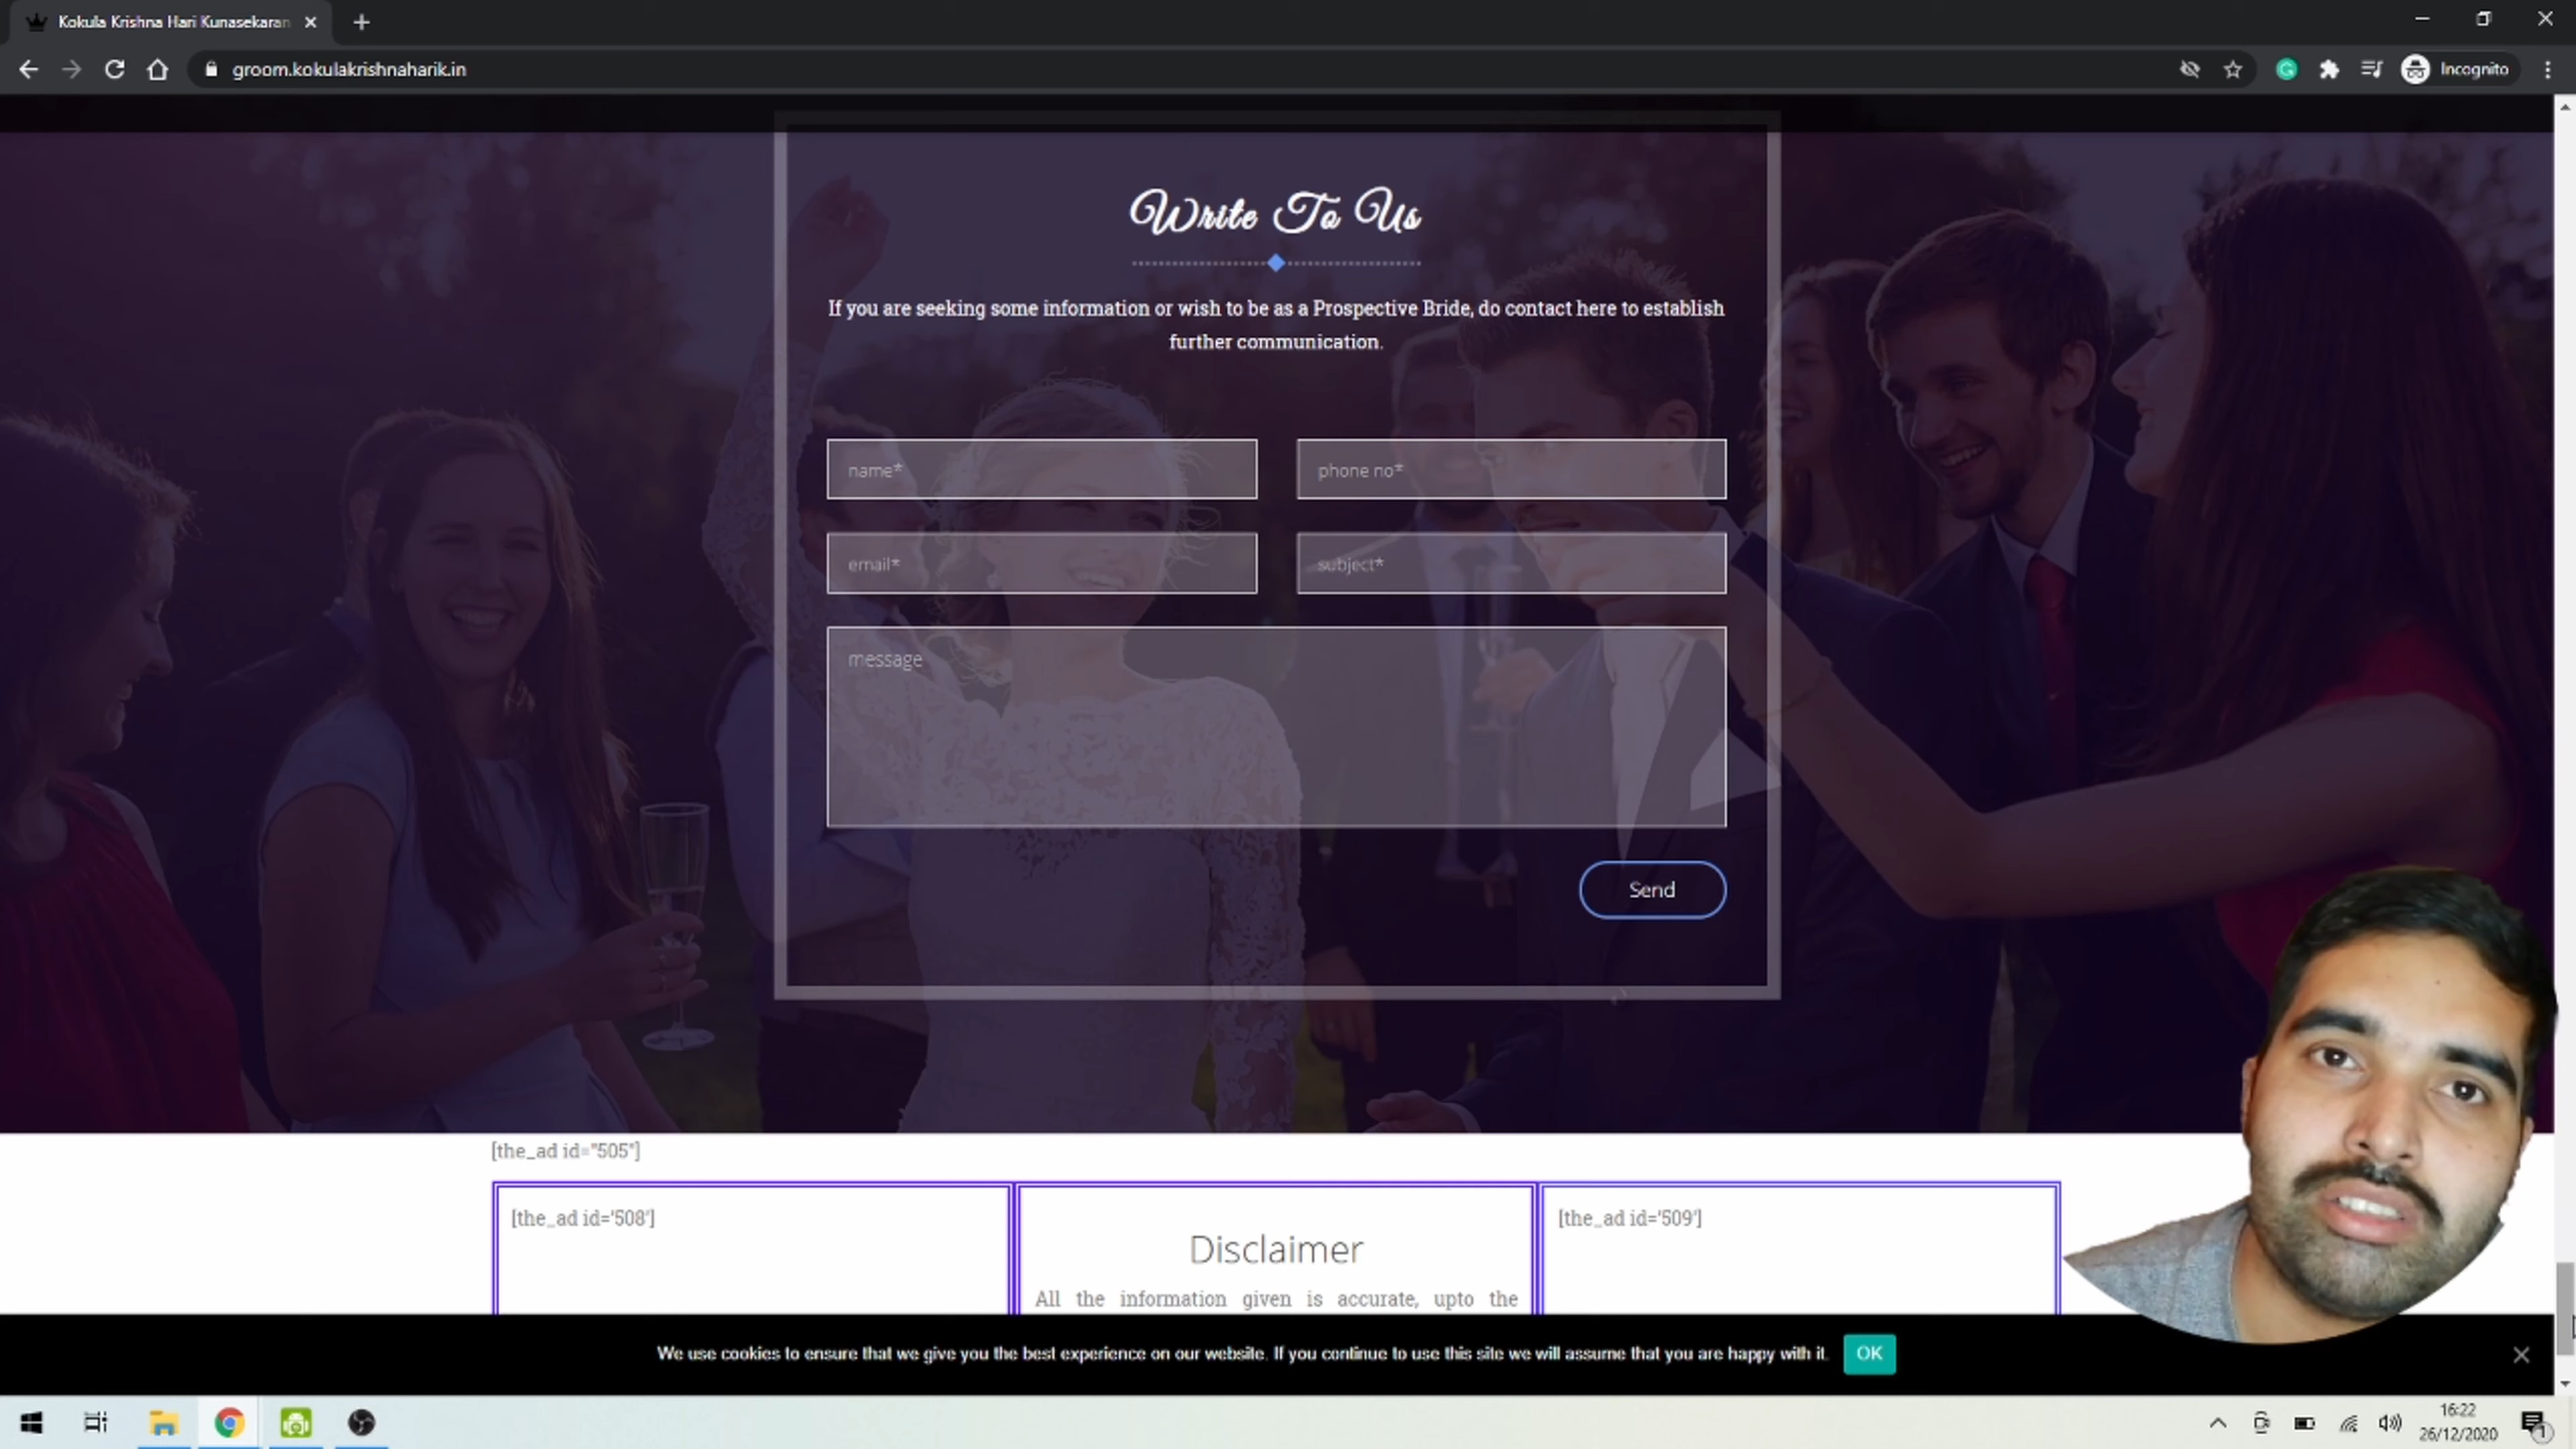 Kokula Krishna Hari Kunasekaran
groom.kokulakrishnaharik.in
Incognito
Write To Us
If you are seeking some information or wish to be as a Prospective Bride, do contact here to establish
further communication.
name*
phone no*
email*
subject*
message
Send
[the_ad id="505"]
[the_ad id='508']
Disclaimer
All the information given is accurate, upto the
[the_ad id='509']
We use cookies to ensure that we give you the best experience on our website. If you continue to use this site we will assume that you are happy with it.
OK
16:22
26/12/2020
1